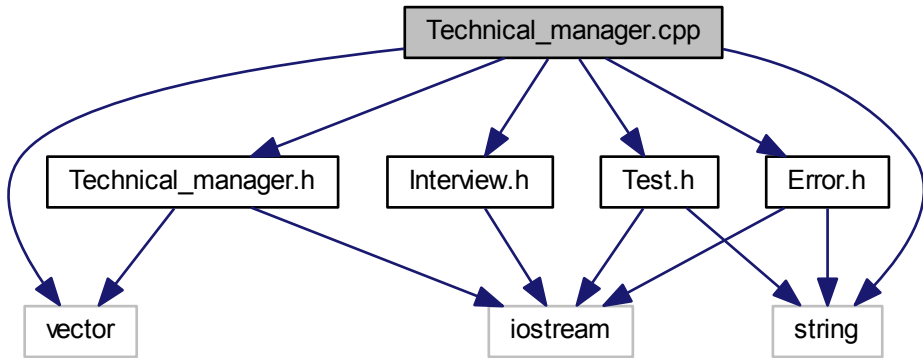 Technical_manager.cpp
Technical_manager.h
Interview.h
Test.h
Error.h
vector
iostream
string